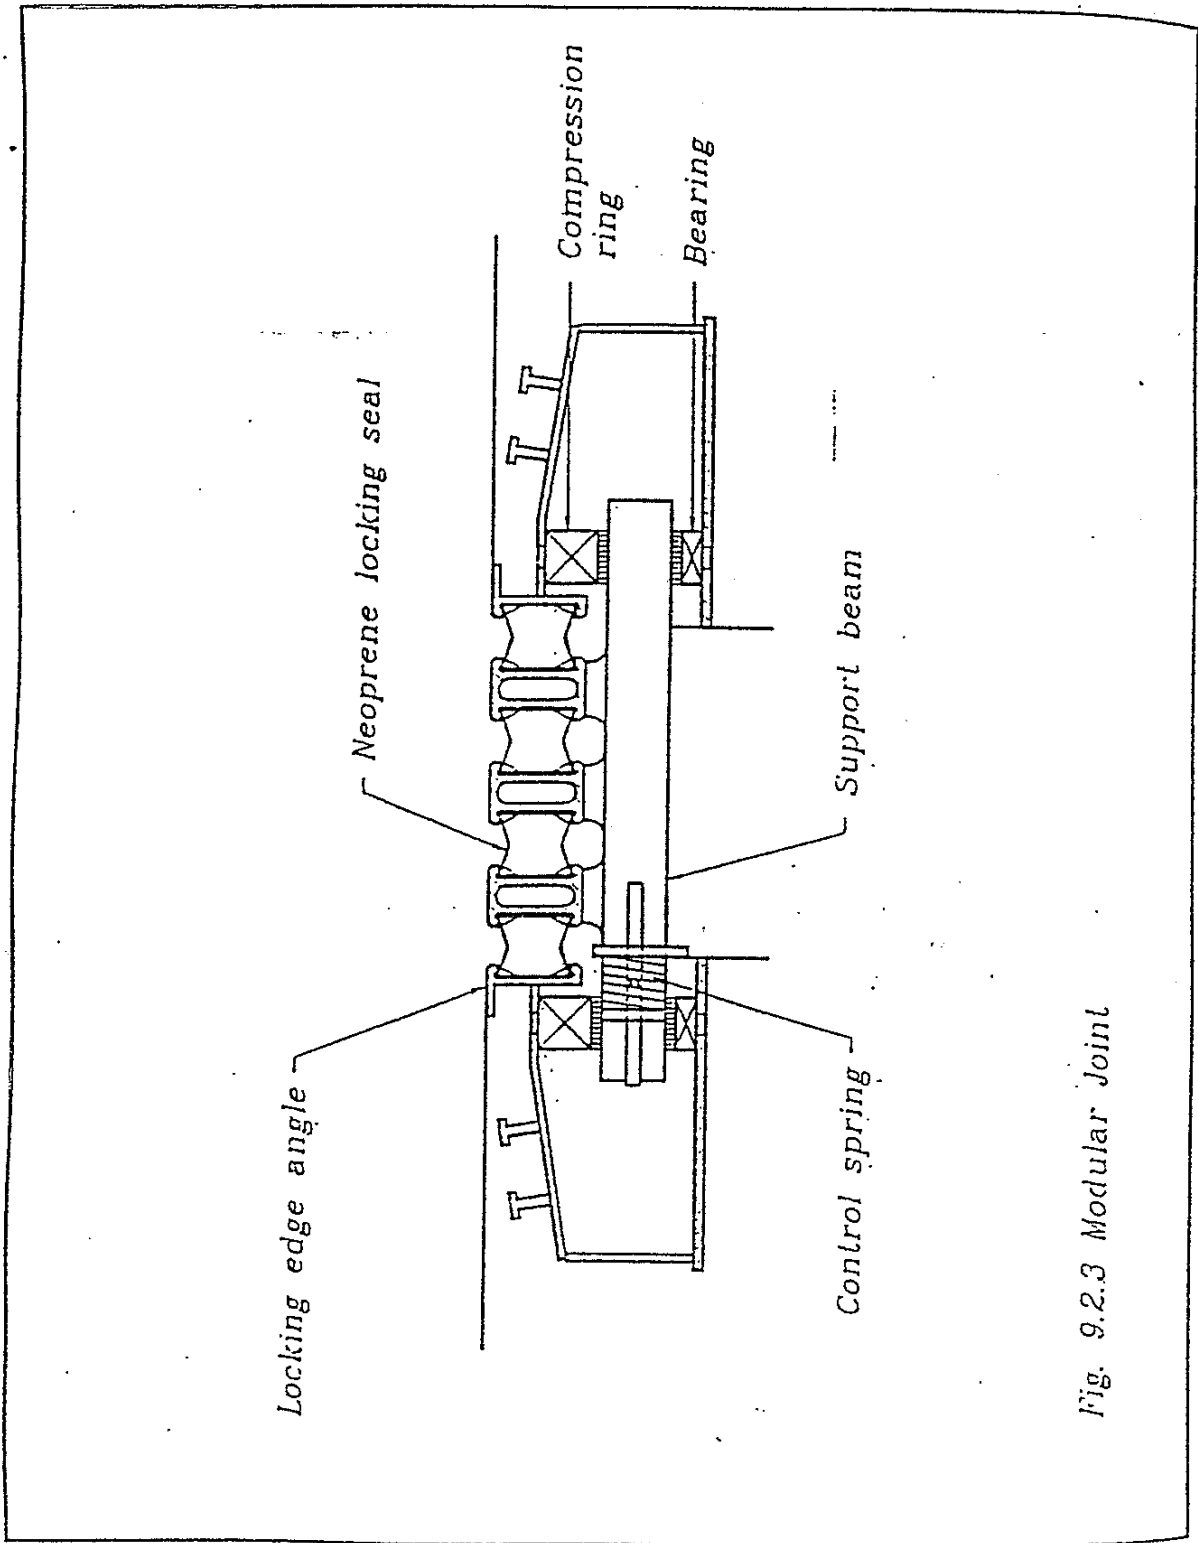 Locking edge angle
Neoprene locking seal
Compression
ring
Bearing
Control spring
Support beam
Fig. 9.2.3 Modular Joint